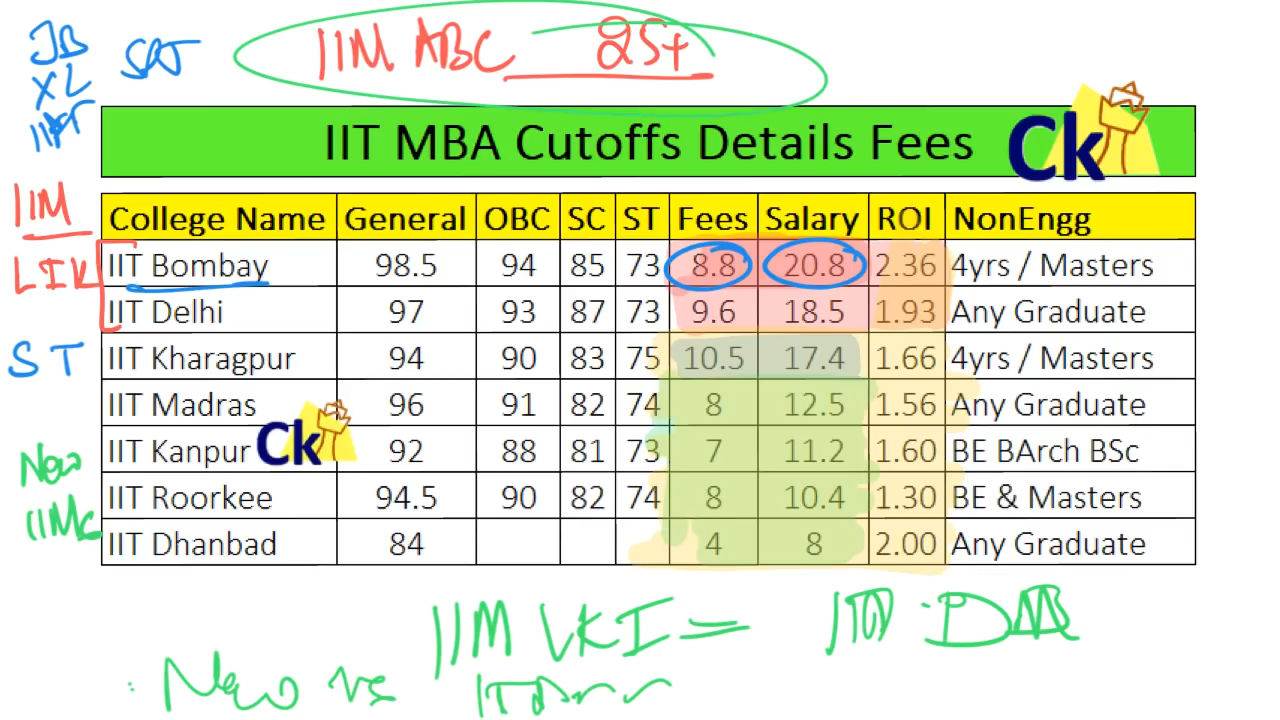 JB
XL
IIFT
SPJ
IIM ABC 25+
IIT MBA Cutoffs Details Fees Ck
IIM
LIK
ST
New
IIMs
College Name General OBC SC ST Fees Salary ROI NonEngg
IIT Bombay 98.5 94 85 73 8.8 20.8 2.36 4yrs / Masters
IIT Delhi 97 93 87 73 9.6 18.5 1.93 Any Graduate
IIT Kharagpur 94 90 83 75 10.5 17.4 1.66 4yrs / Masters
IIT Madras 96 91 82 74 8 12.5 1.56 Any Graduate
IIT Kanpur Ck 92 88 81 73 7 11.2 1.60 BE BArch BSc
IIT Roorkee 94.5 90 82 74 8 10.4 1.30 BE & Masters
IIT Dhanbad 84 4 8 2.00 Any Graduate
IIM LKI =
New vs